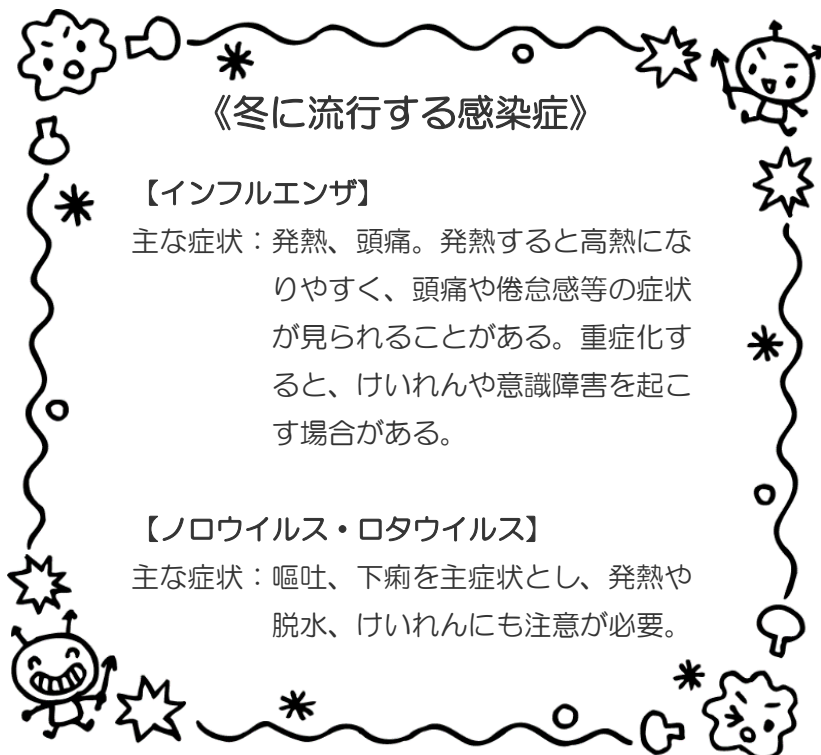 《冬に流行する感染症》
【インフルエンザ】
主な症状：発熱、頭痛。発熱すると高熱にな
りやすく、頭痛や倦怠感等の症状
が見られることがある。重症化す
ると、けいれんや意識障害を起こ
す場合がある。
【ノロウイルス・ロタウイルス】
主な症状：嘔吐、下痢を主症状とし、発熱や
脱水、けいれんにも注意が必要。